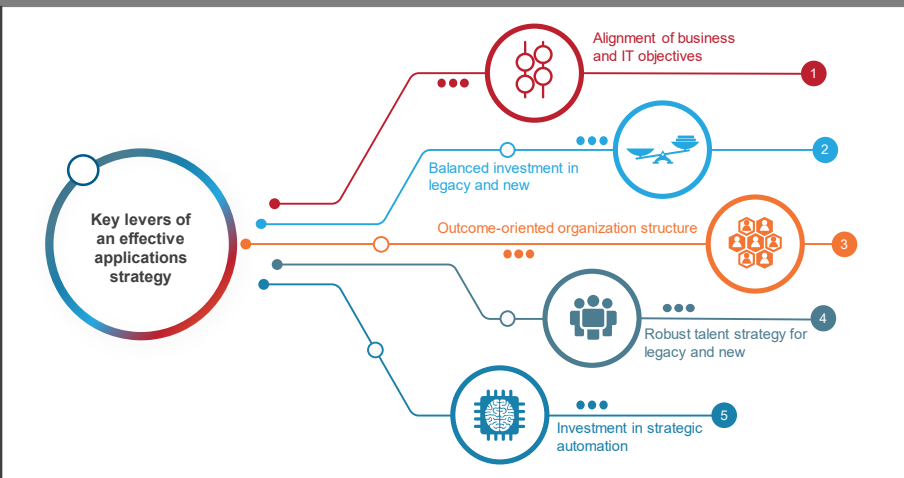 Key levers of
an effective
applications
strategy
Alignment of business
and IT objectives
1
Balanced investment in
legacy and new
2
Outcome-oriented organization structure
3
Robust talent strategy for
legacy and new
4
Investment in strategic
automation
5